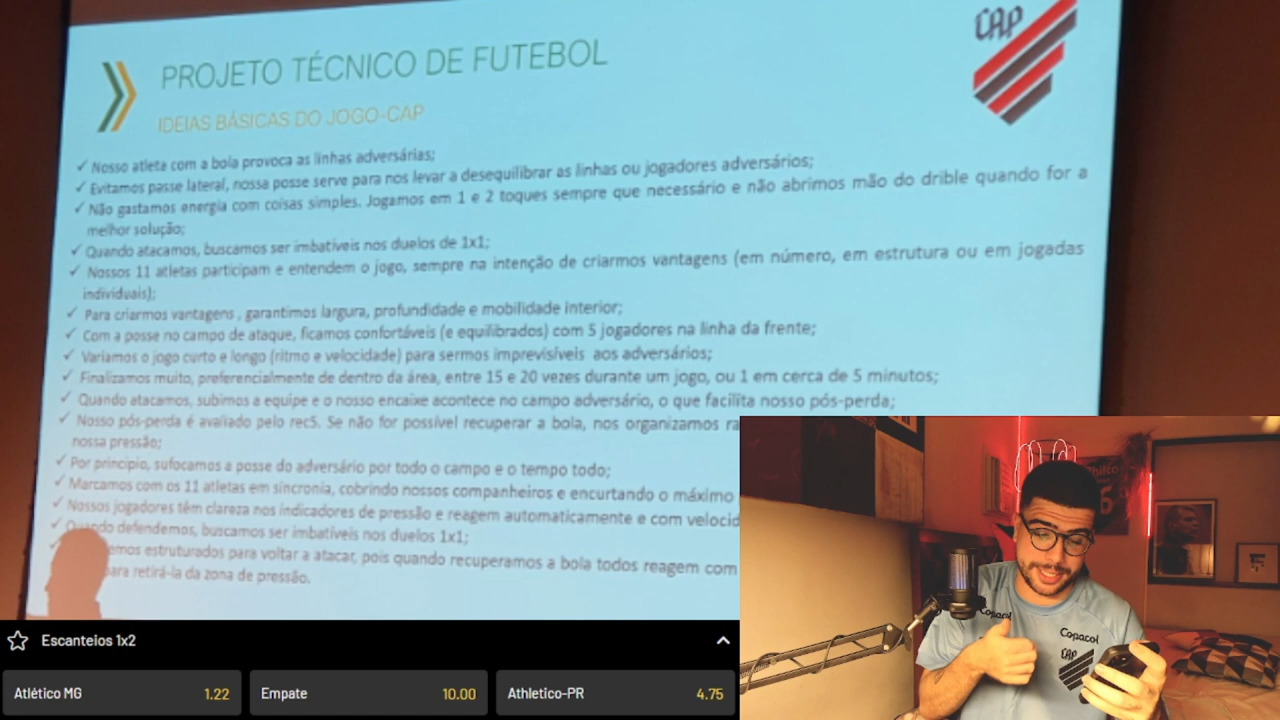 CAP
PROJETO TÉCNICO DE FUTEBOL
IDEIAS BÁSICAS DO JOGO-CAP
✓ Nosso atleta com a bola provoca as linhas adversárias;
✓ Evitamos passe lateral, nossa posse serve para nos levar a desequilibrar as linhas ou jogadores adversários;
✓ Não gastamos energia com coisas simples. Jogamos em 1 e 2 toques sempre que necessário e não abrimos mão do drible quando for a
melhor solução;
✓ Quando atacamos, buscamos ser imbatíveis nos duelos de 1x1;
✓ Nossos 11 atletas participam e entendem o jogo, sempre na intenção de criarmos vantagens (em número, em estrutura ou em jogadas
individuais);
✓ Para criarmos vantagens , garantimos largura, profundidade e mobilidade interior;
✓ Com a posse no campo de ataque, ficamos confortáveis (e equilibrados) com 5 jogadores na linha da frente;
✓ Variamos o jogo curto e longo (ritmo e velocidade) para sermos imprevisíveis aos adversários;
✓ Finalizamos muito, preferencialmente de dentro da área, entre 15 e 20 vezes durante um jogo, ou 1 em cerca de 5 minutos;
✓ Quando atacamos, subimos a equipe e o nosso encaixe acontece no campo adversário, o que facilita nosso pós-perda;
✓ Nosso pós-perda é avaliado pelo rec5. Se não for possível recuperar a bola, nos organizamos ra
nossa pressão;
✓ Por princípio, sufocamos a posse do adversário por todo o campo e o tempo todo;
✓ Marcamos com os 11 atletas em sincronia, cobrindo nossos companheiros e encurtando o máximo
✓ Nossos jogadores têm clareza nos indicadores de pressão e reagem automaticamente e com velocid
✓ Quando defendemos, buscamos ser imbatíveis nos duelos 1x1;
✓ emos estruturados para voltar a atacar, pois quando recuperamos a bola todos reagem com
para retirá-la da zona de pressão.
Philco
Copacol
Copacol
CAP
Escanteios 1x2
Atlético MG 1.22
Empate 10.00
Athletico-PR 4.75